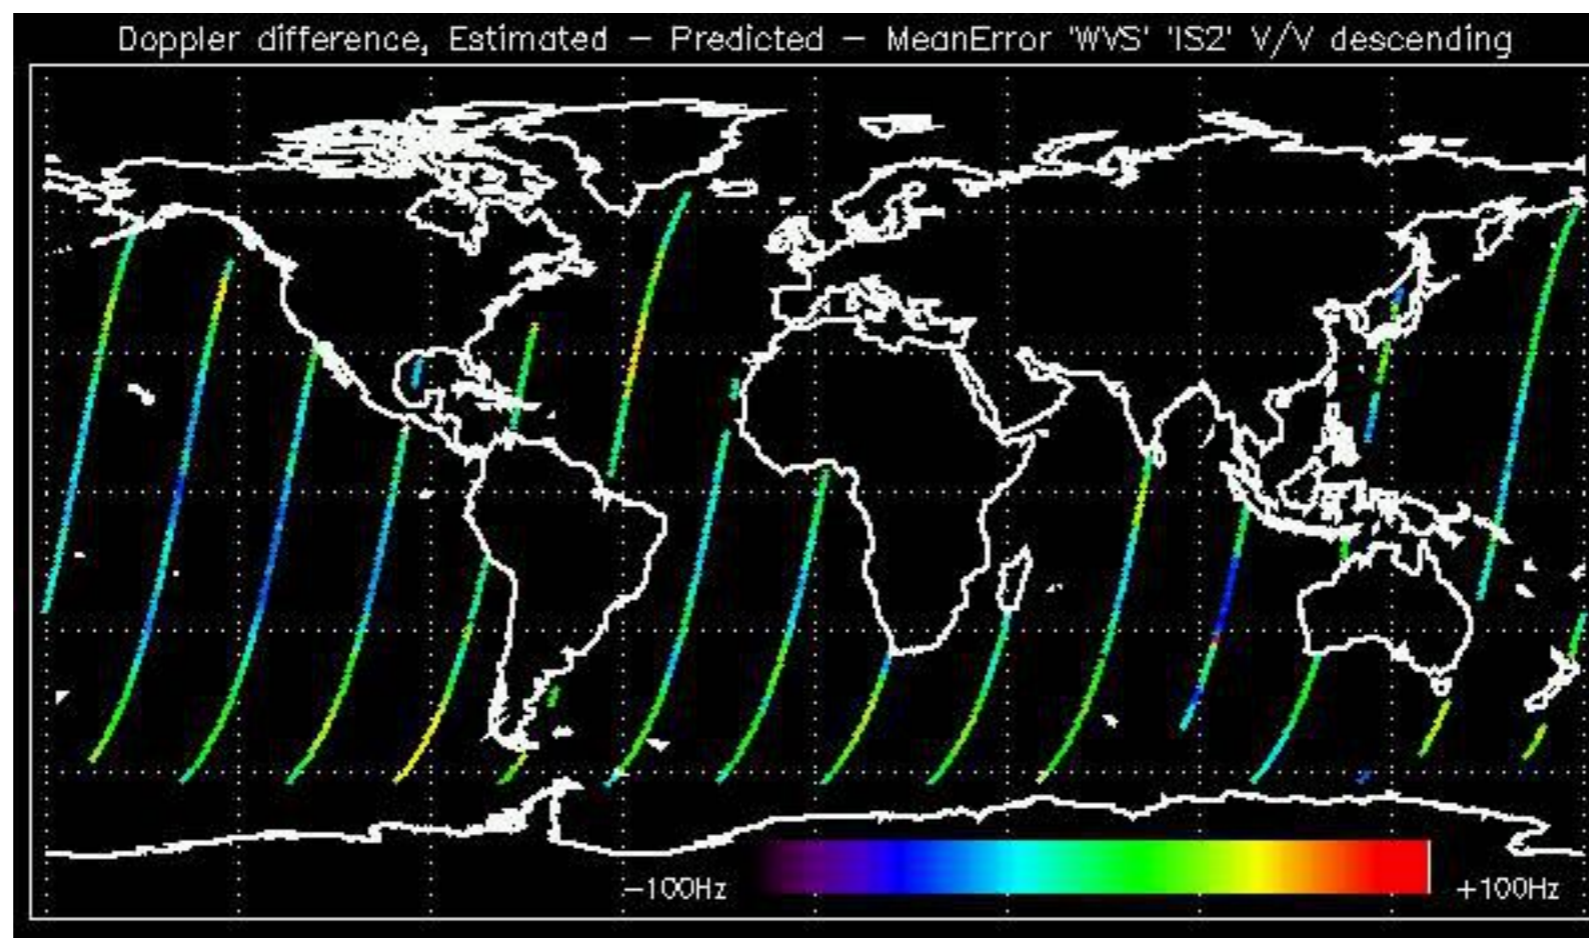 Doppler difference, Estimated – Predicted – MeanError 'WVS' 'IS2' V/V descending
-100Hz +100Hz